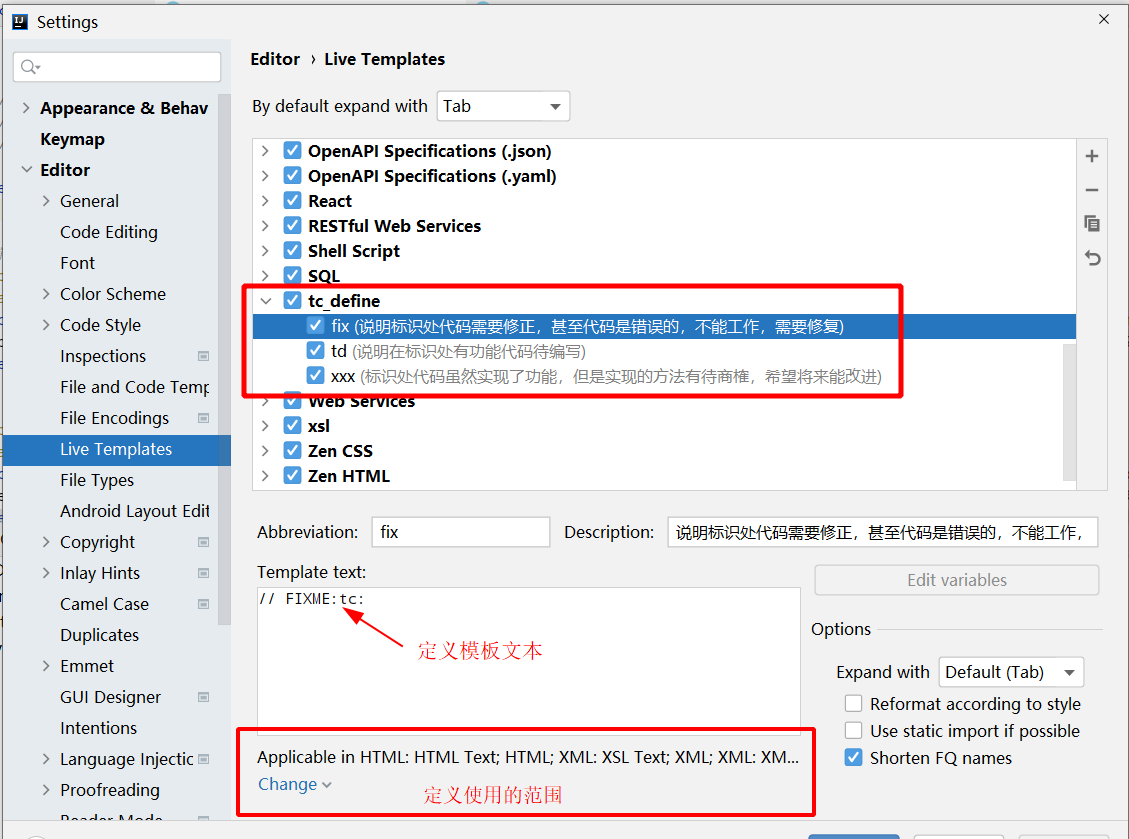 Settings
Appearance & Behav
Keymap
Editor
General
Code Editing
Font
Color Scheme
Code Style
Inspections
File and Code Temp
File Encodings
Live Templates
File Types
Android Layout Edit
Copyright
Inlay Hints
Camel Case
Duplicates
Emmet
GUI Designer
Intentions
Language Injectic
Proofreading
Reader Mode
Editor › Live Templates
By default expand with Tab
OpenAPI Specifications (.json)
OpenAPI Specifications (.yaml)
React
RESTful Web Services
Shell Script
SQL
tc_define
fix (说明标识处代码需要修正，甚至代码是错误的，不能工作，需要修复)
td (说明在标识处有功能代码待编写)
xxx (标识处代码虽然实现了功能，但是实现的方法有待商榷，希望将来能改进)
Web Services
xsl
Zen CSS
Zen HTML
Abbreviation: fix Description: 说明标识处代码需要修正，甚至代码是错误的，不能工作，
Template text:
// FIXME:tc:
定义模板文本
Edit variables
Options
Expand with Default (Tab)
Reformat according to style
Use static import if possible
Shorten FQ names
Applicable in HTML: HTML Text; HTML; XML: XSL Text; XML; XML: XM...
Change
定义使用的范围